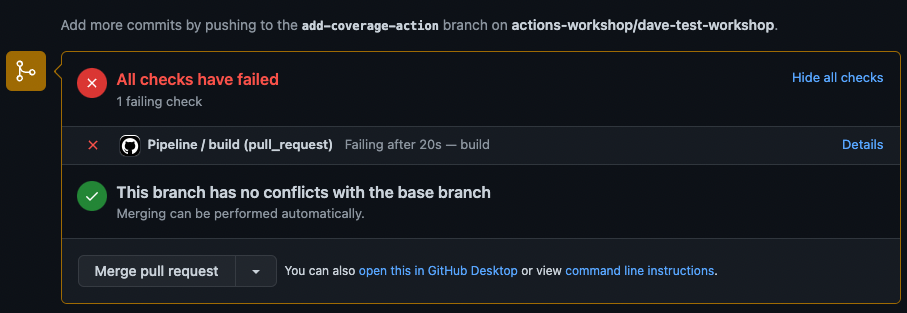 Add more commits by pushing to the add-coverage-action branch on actions-workshop/dave-test-workshop.
All checks have failed
Hide all checks
1 failing check
Pipeline / build (pull_request) Failing after 20s — build
Details
This branch has no conflicts with the base branch
Merging can be performed automatically.
Merge pull request
You can also open this in GitHub Desktop or view command line instructions.